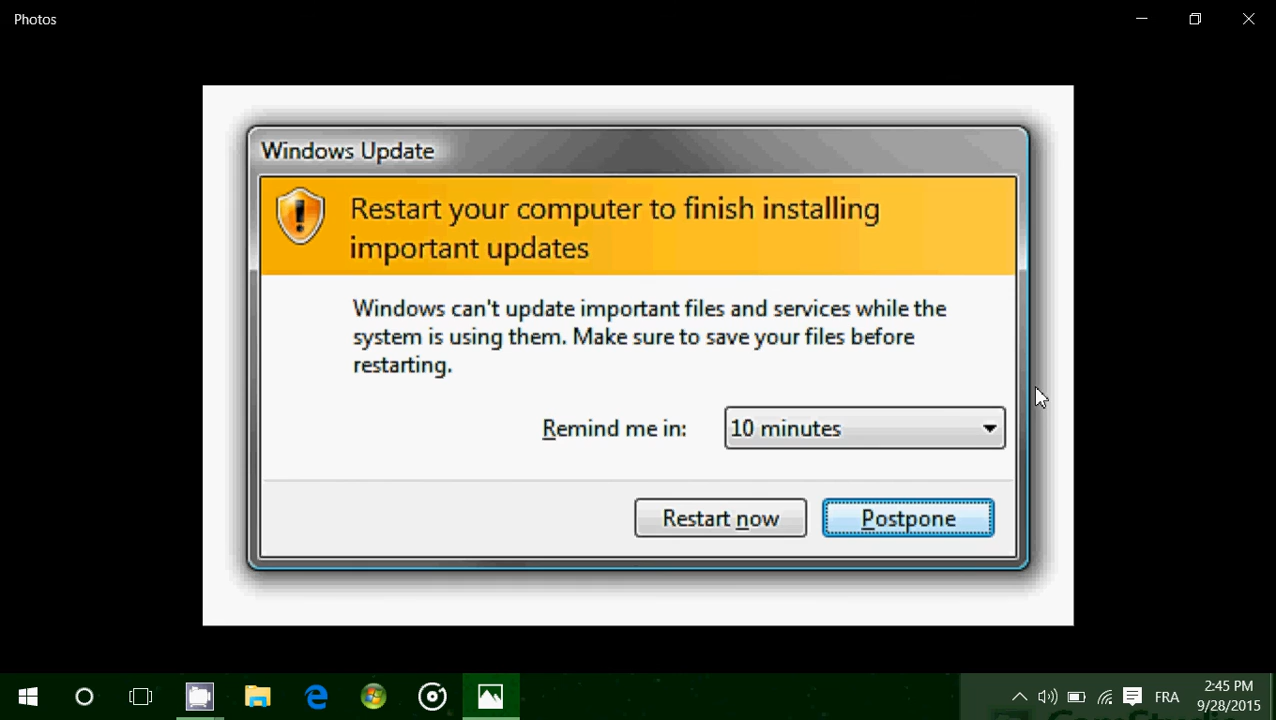 Photos
Windows Update
Restart your computer to finish installing
important updates
Windows can't update important files and services while the
system is using them. Make sure to save your files before
restarting.
Remind me in:
10 minutes
Restart now
Postpone
FRA
2:45 PM
9/28/2015